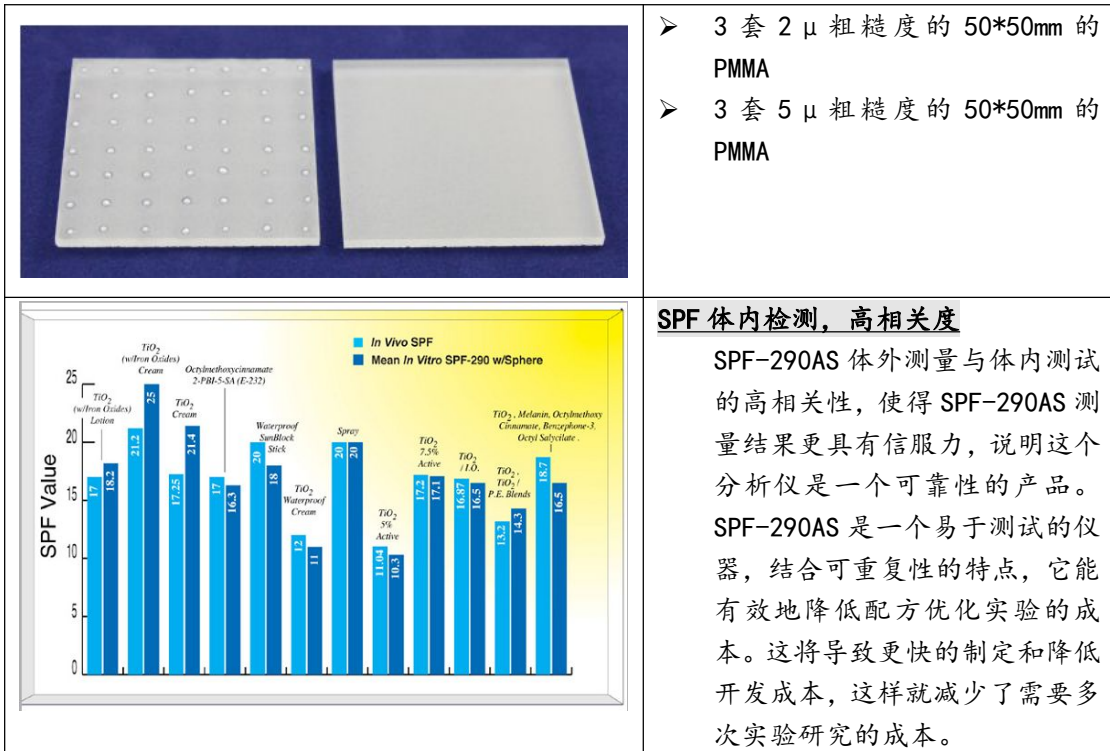 ➢ 3 套 2 μ 粗糙度的 50*50mm 的
PMMA
➢ 3 套 5 μ 粗糙度的 50*50mm 的
PMMA
In Vivo SPF
Mean In Vitro SPF-290 w/Sphere
SPF Value
25
20
15
10
5
0
TiO2
(w/Iron Oxides)
Lotion
17
18.2
TiO2
(w/Iron Oxides)
Cream
21.2
25
TiO2
Cream
17.25
21.4
Octylmethoxycinnamate
2-PBI-5-SA (E-232)
17
16.3
Waterproof
SunBlock
Stick
20
18
TiO2
Waterproof
Cream
12
11
Spray
20
20
TiO2
5%
Active
11.04
10.3
TiO2
7.5%
Active
17.2
17.1
TiO2
/ I.O.
16.87
16.5
TiO2 ,
TiO2 /
P.E. Blends
13.2
14.3
TiO2 , Melanin, Octylmethoxy
Cinnamate, Benzephone-3,
Octyl Salycilate .
18.7
16.5
SPF 体内检测，高相关度
SPF-290AS 体外测量与体内测试
的高相关性，使得 SPF-290AS 测
量结果更具有信服力，说明这个
分析仪是一个可靠性的产品。
SPF-290AS 是一个易于测试的仪
器，结合可重复性的特点，它能
有效地降低配方优化实验的成
本。这将导致更快的制定和降低
开发成本，这样就减少了需要多
次实验研究的成本。